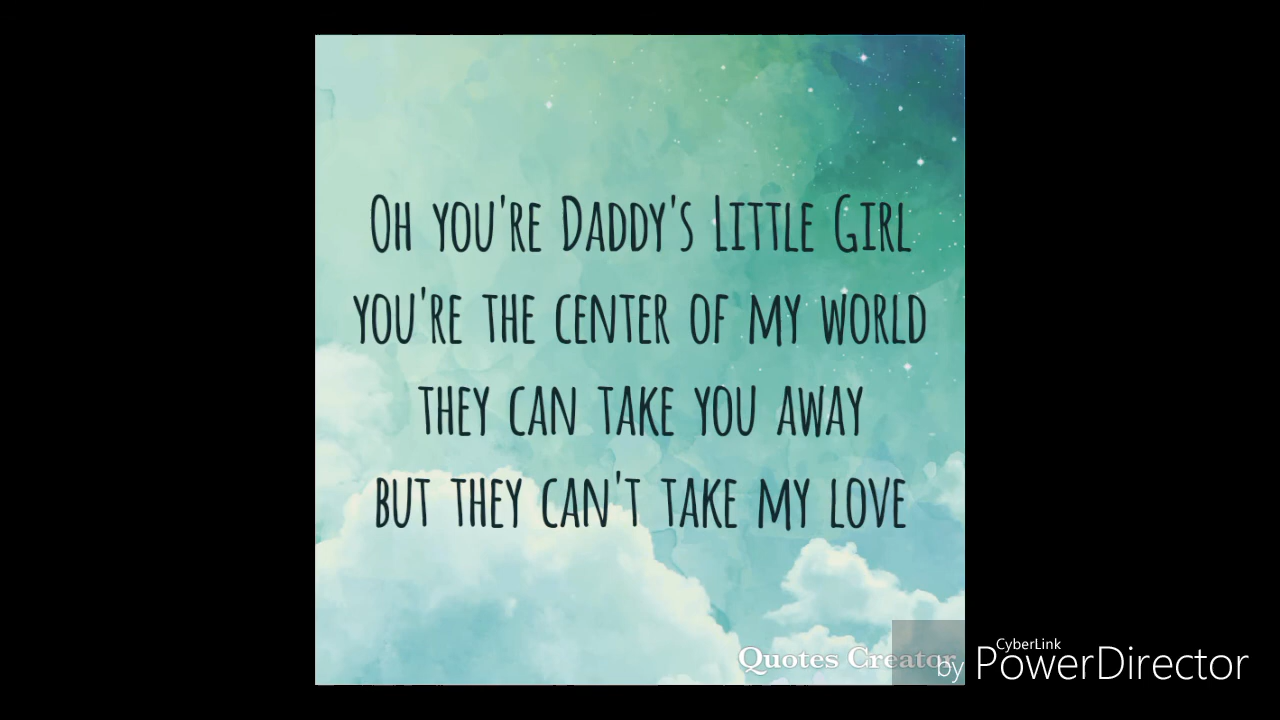 Oh you're Daddy's Little Girl
you're the center of my world
they can take you away
but they can't take my love
Quotes Creator
CyberLink
by PowerDirector